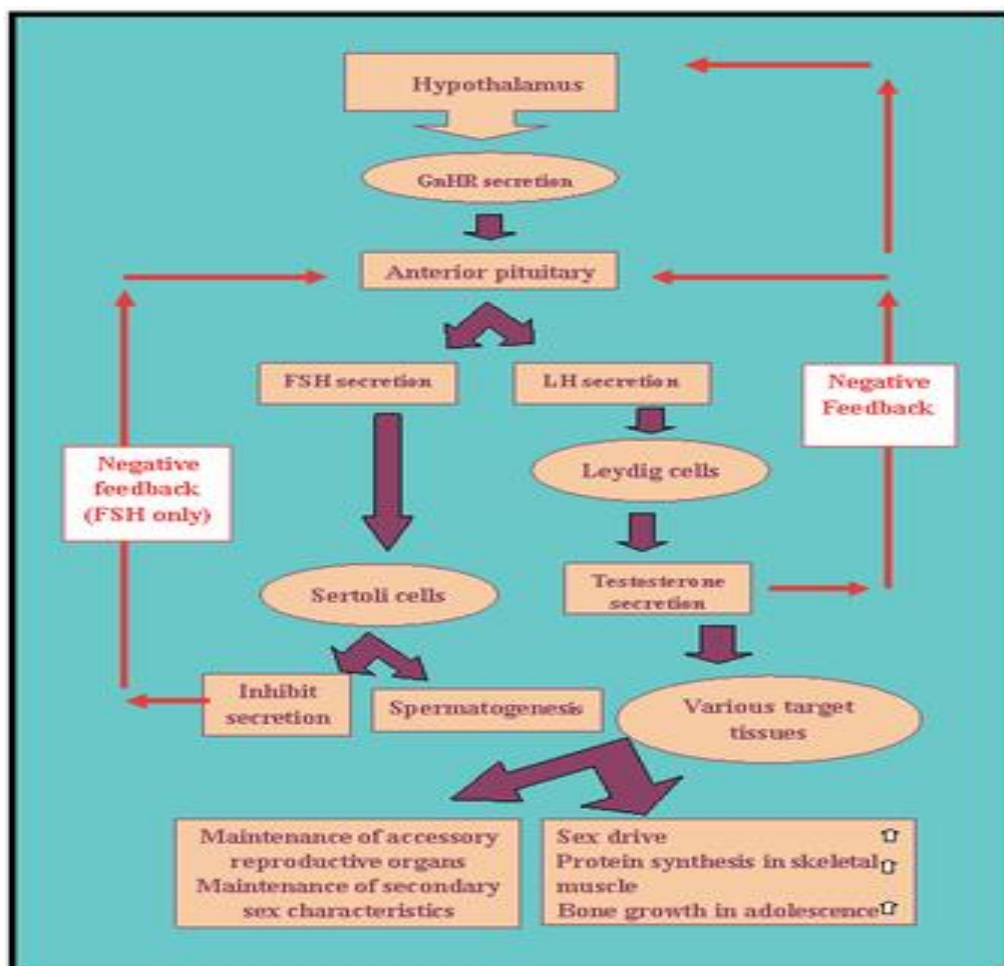 Hypothalamus
GnHR secretion
Anterior pituitary
FSH secretion
LH secretion
Negative
Feedback
Negative
feedback
(FSH only)
Leydig cells
Sertoli cells
Testosterone
secretion
Inhibit
secretion
Spermatogenesis
Various target
tissues
Maintenance of accessory
reproductive organs
Maintenance of secondary
sex characteristics
Sex drive
Protein synthesis in skeletal
muscle
Bone growth in adolescence